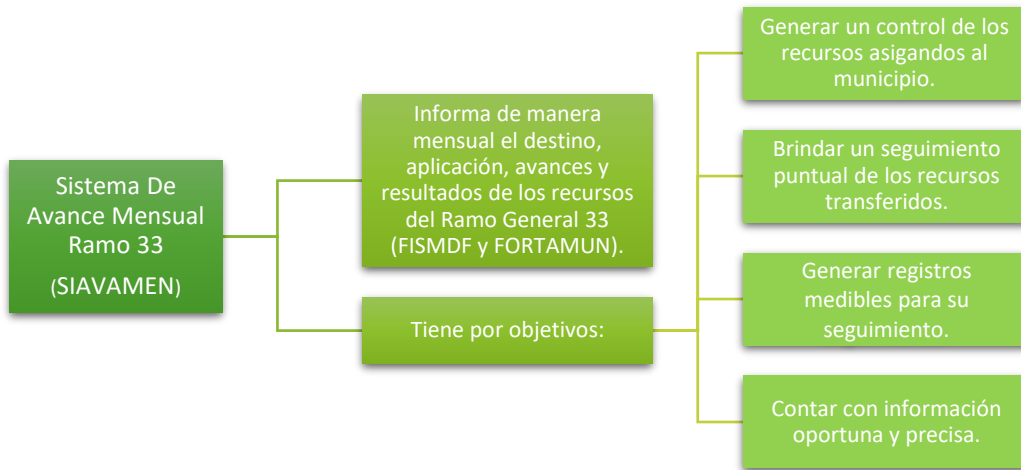 Sistema De
Avance Mensual
Ramo 33
(SIAVAMEN)
Informa de manera
mensual el destino,
aplicación, avances y
resultados de los recursos
del Ramo General 33
(FISMDF y FORTAMUN).
Tiene por objetivos:
Generar un control de los
recursos asigandos al
municipio.
Brindar un seguimiento
puntual de los recursos
transferidos.
Generar registros
medibles para su
seguimiento.
Contar con información
oportuna y precisa.